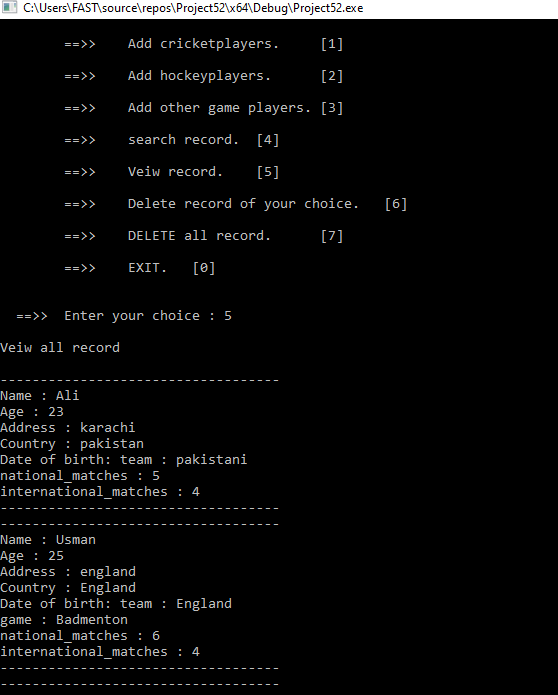 C:\Users\FAST\source\repos\Project52\x64\Debug\Project52.exe
==>> Add cricketplayers. [1]
==>> Add hockeyplayers. [2]
==>> Add other game players. [3]
==>> search record. [4]
==>> Veiw record. [5]
==>> Delete record of your choice. [6]
==>> DELETE all record. [7]
==>> EXIT. [0]
==>> Enter your choice : 5
Veiw all record
-----------------------------------
Name : Ali
Age : 23
Address : karachi
Country : pakistan
Date of birth: team : pakistani
national_matches : 5
international_matches : 4
-----------------------------------
-----------------------------------
Name : Usman
Age : 25
Address : england
Country : England
Date of birth: team : England
game : Badmenton
national_matches : 6
international_matches : 4
-----------------------------------
-----------------------------------